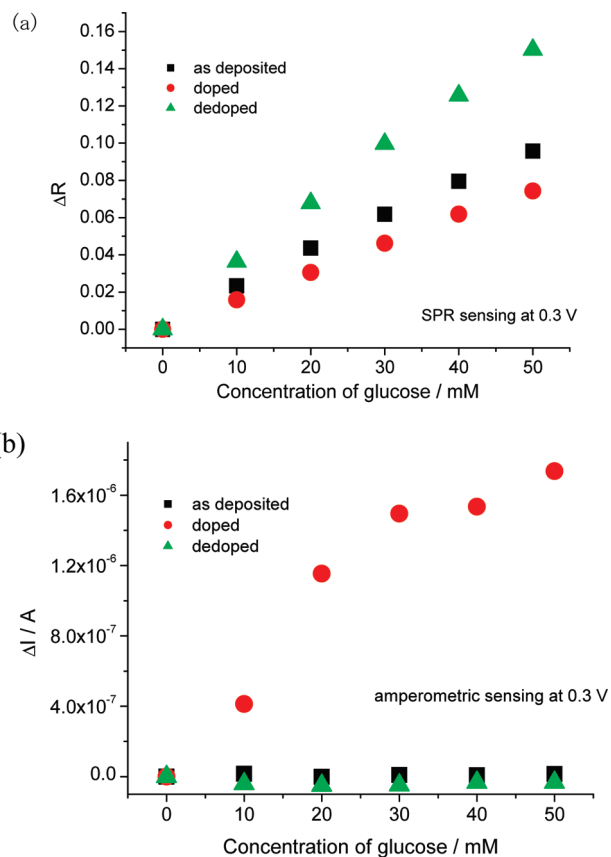 (a)
0.16
0.14
0.12
0.10
0.08
0.06
0.04
0.02
0.00
ΔR
as deposited
doped
dedoped
SPR sensing at 0.3 V
0 10 20 30 40 50
Concentration of glucose / mM
b)
1.6x10⁻⁶
1.2x10⁻⁶
8.0x10⁻⁷
4.0x10⁻⁷
0.0
ΔI / A
as deposited
doped
dedoped
amperometric sensing at 0.3 V
0 10 20 30 40 50
Concentration of glucose / mM